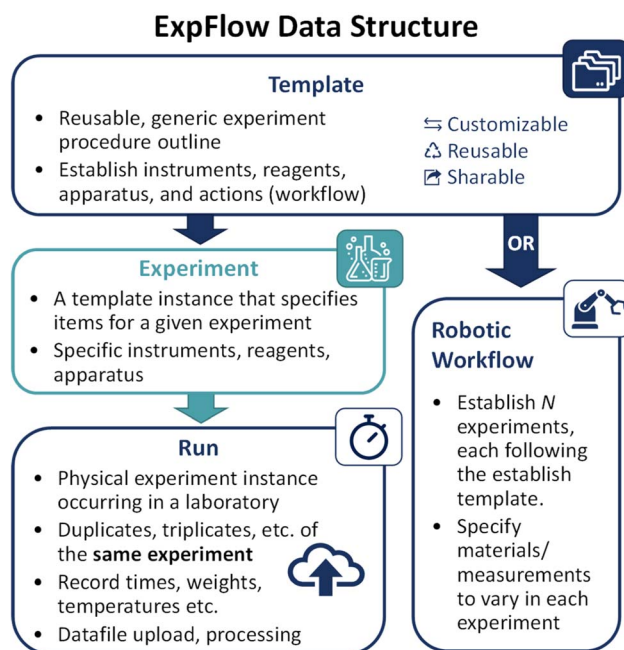 ExpFlow Data Structure
Template
• Reusable, generic experiment
procedure outline
• Establish instruments, reagents,
apparatus, and actions (workflow)
Customizable
Reusable
Sharable
OR
Experiment
• A template instance that specifies
items for a given experiment
• Specific instruments, reagents,
apparatus
Run
• Physical experiment instance
occurring in a laboratory
• Duplicates, triplicates, etc. of
the same experiment
• Record times, weights,
temperatures etc.
• Datafile upload, processing
Robotic
Workflow
• Establish N
experiments,
each following
the establish
template.
• Specify
materials/
measurements
to vary in each
experiment